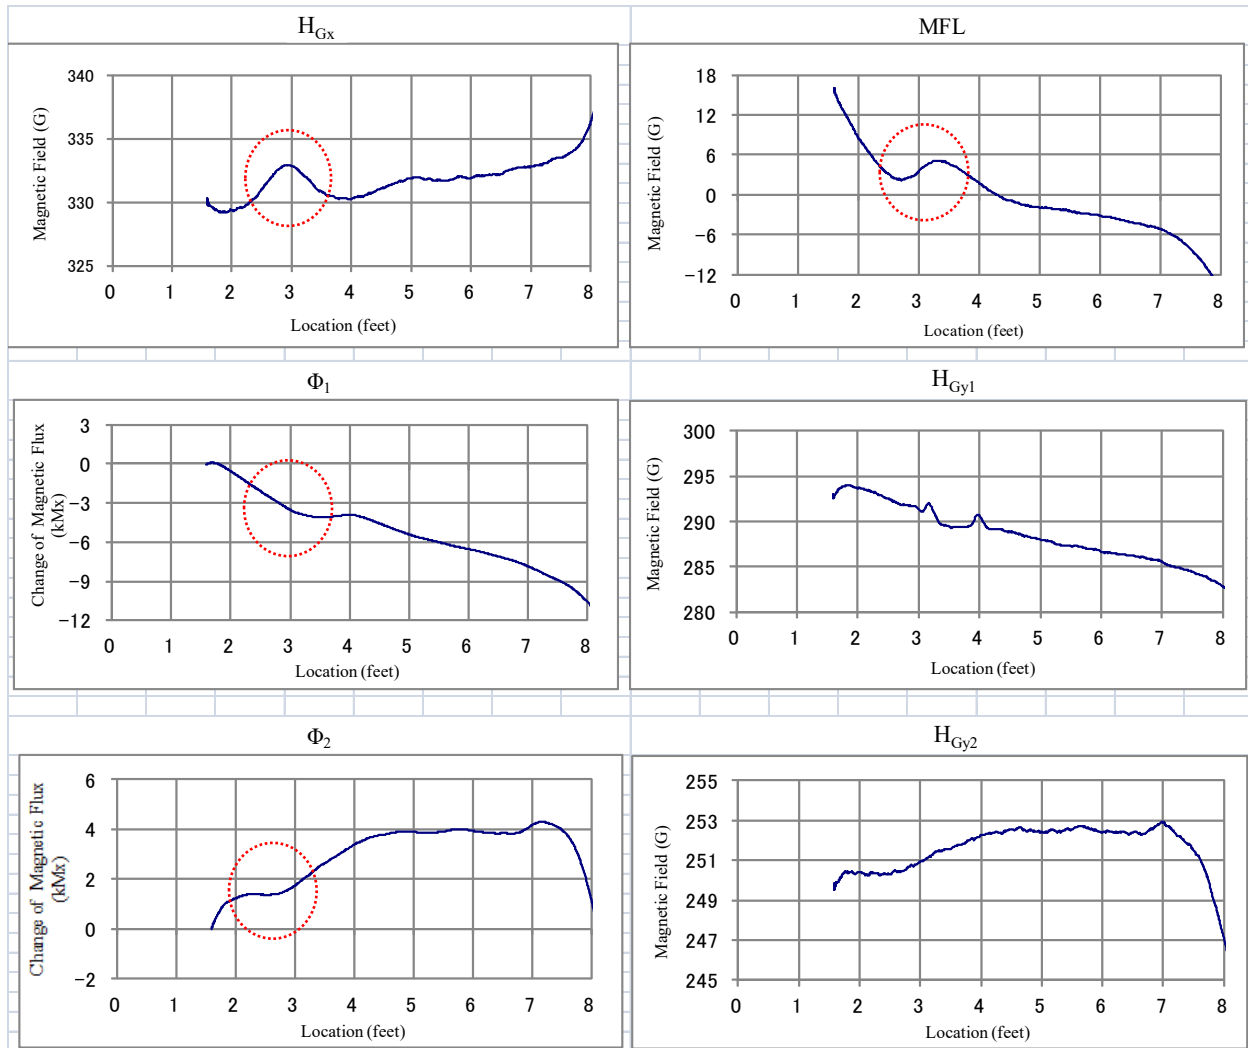 H_Gx
Magnetic Field (G)
340
335
330
325
0 1 2 3 4 5 6 7 8
Location (feet)
MFL
Magnetic Field (G)
18
12
6
0
−6
−12
0 1 2 3 4 5 6 7 8
Location (feet)
Φ_1
Change of Magnetic Flux
(kMx)
3
0
−3
−6
−9
−12
0 1 2 3 4 5 6 7 8
Location (feet)
H_Gy1
Magnetic Field (G)
300
295
290
285
280
0 1 2 3 4 5 6 7 8
Location (feet)
Φ_2
Change of Magnetic Flux
(kMx)
6
4
2
0
−2
0 1 2 3 4 5 6 7 8
Location (feet)
H_Gy2
Magnetic Field (G)
255
253
251
249
247
245
0 1 2 3 4 5 6 7 8
Location (feet)